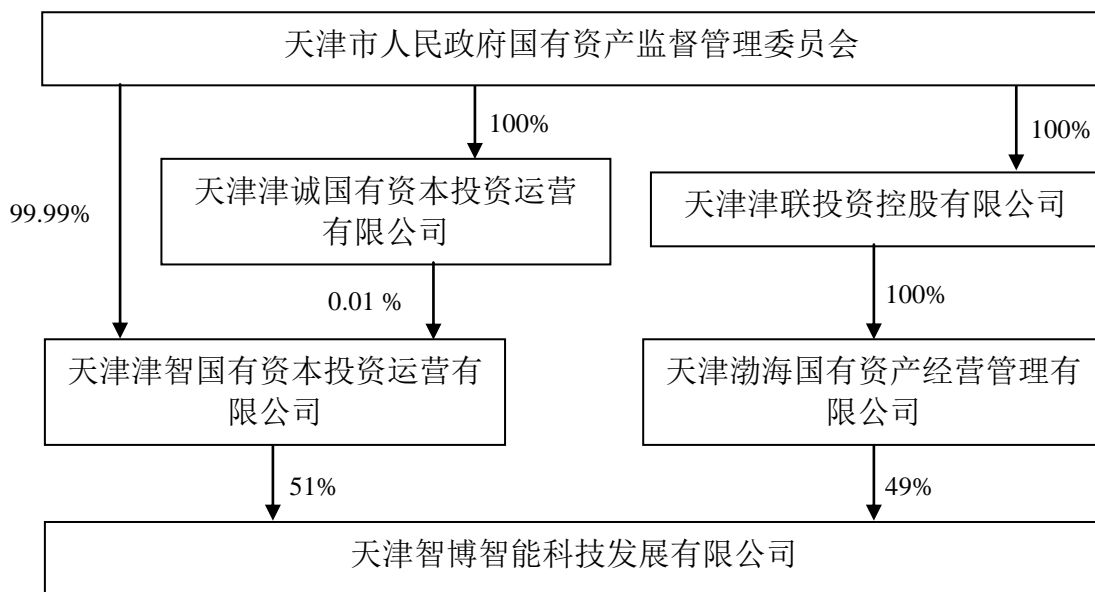 天津市人民政府国有资产监督管理委员会
100%
100%
天津津诚国有资本投资运营
有限公司
天津津联投资控股有限公司
99.99%
0.01 %
100%
天津津智国有资本投资运营有
限公司
天津渤海国有资产经营管理有
限公司
51%
49%
天津智博智能科技发展有限公司